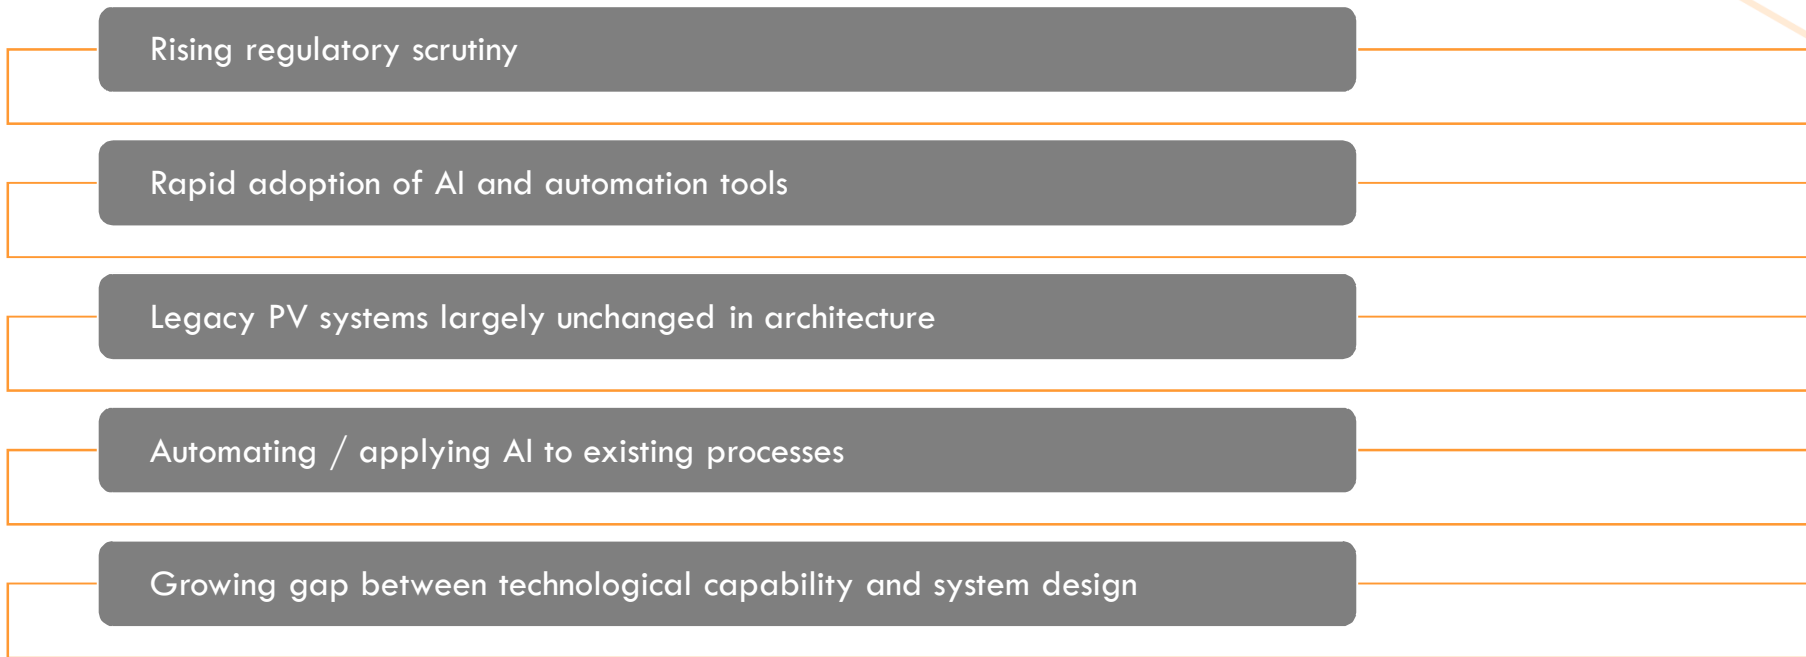 Rising regulatory scrutiny
Rapid adoption of AI and automation tools
Legacy PV systems largely unchanged in architecture
Automating / applying AI to existing processes
Growing gap between technological capability and system design